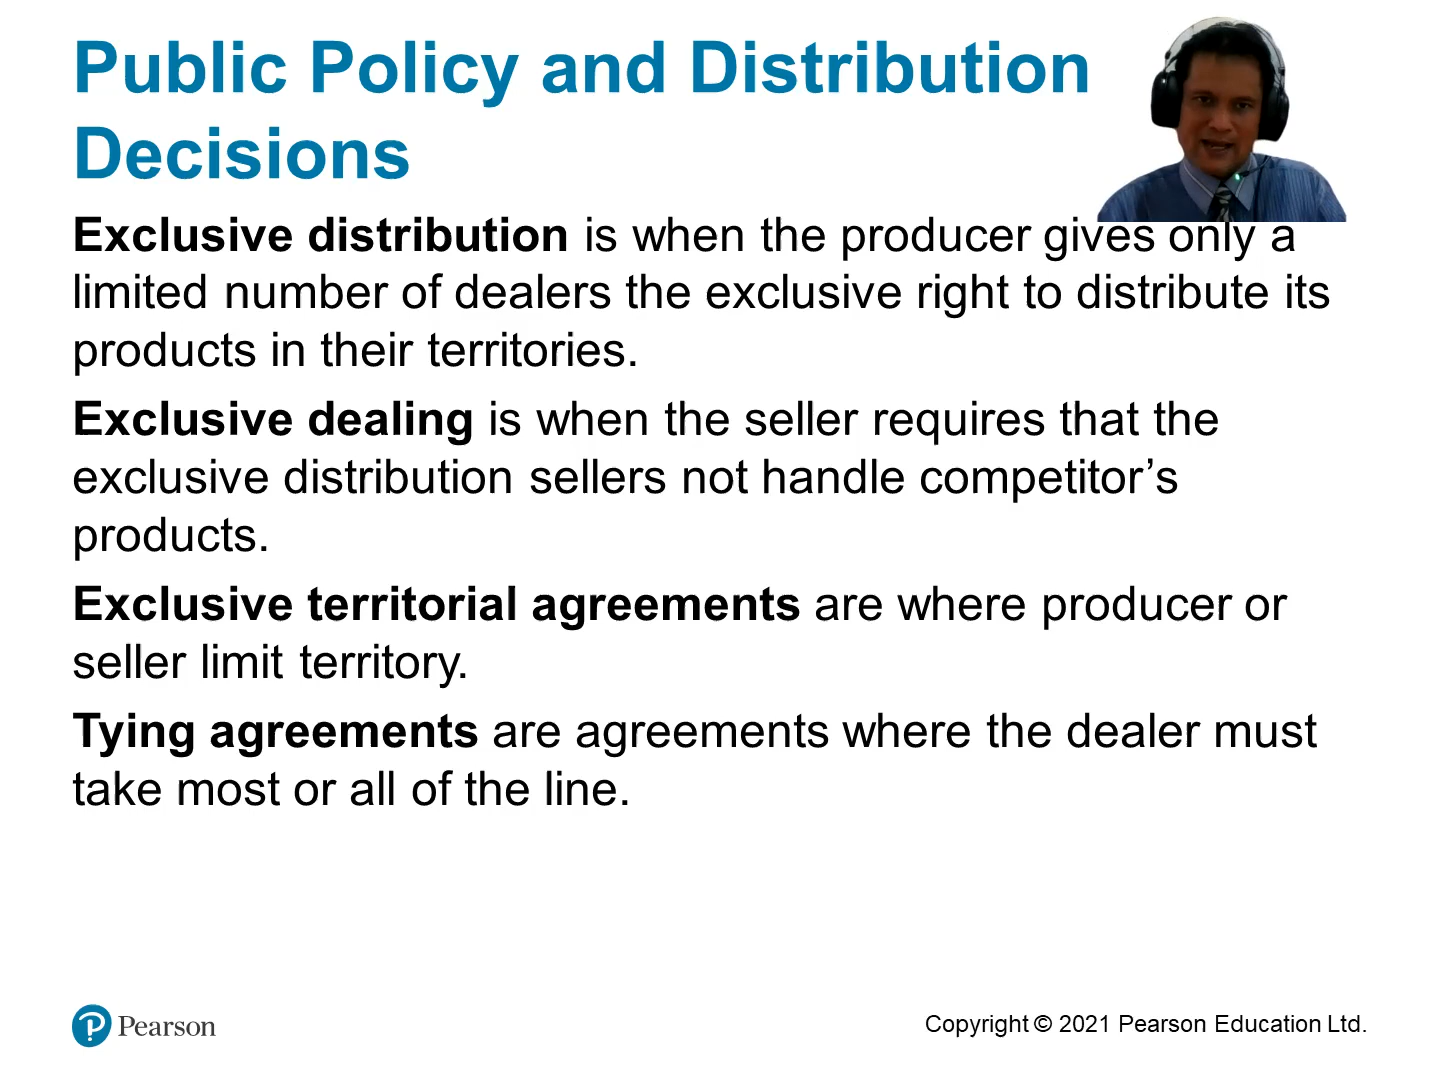 Public Policy and Distribution
Decisions
Exclusive distribution is when the producer gives only a
limited number of dealers the exclusive right to distribute its
products in their territories.
Exclusive dealing is when the seller requires that the
exclusive distribution sellers not handle competitor’s
products.
Exclusive territorial agreements are where producer or
seller limit territory.
Tying agreements are agreements where the dealer must
take most or all of the line.
Pearson
Copyright © 2021 Pearson Education Ltd.